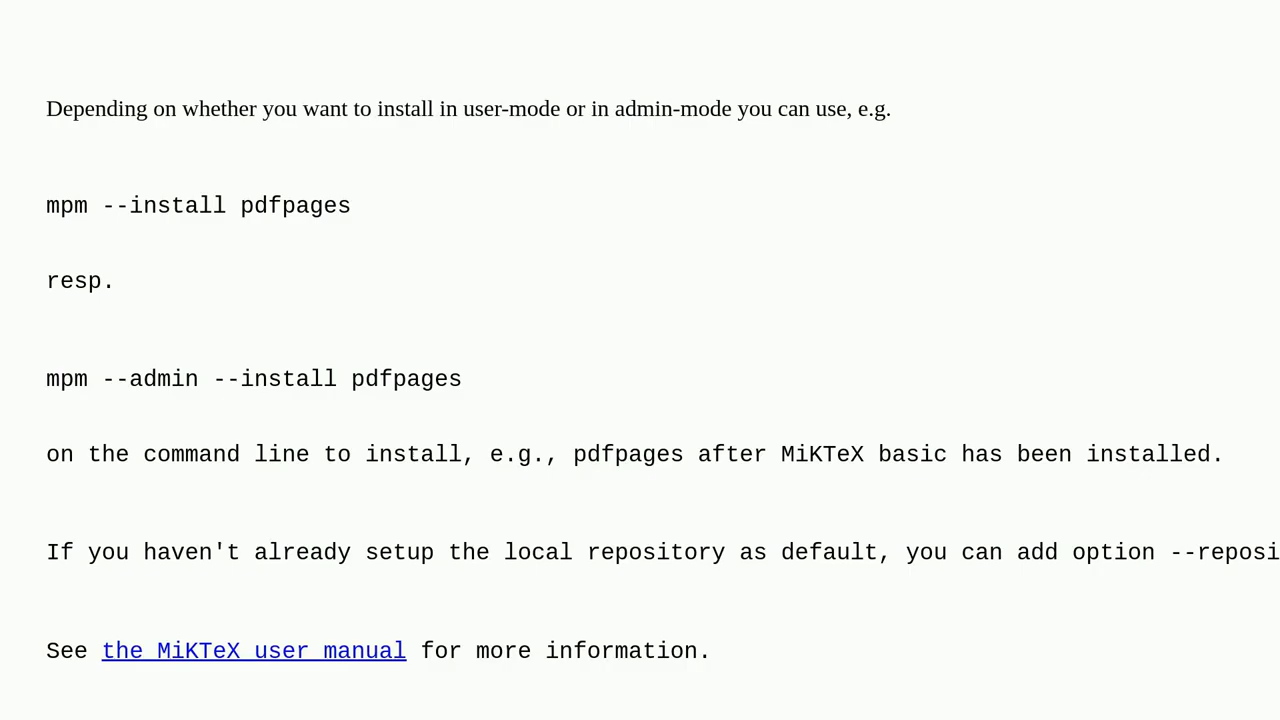 Depending on whether you want to install in user-mode or in admin-mode you can use, e.g.
mpm --install pdfpages
resp.
mpm --admin --install pdfpages
on the command line to install, e.g., pdfpages after MiKTeX basic has been installed.
If you haven't already setup the local repository as default, you can add option --reposi
See the MiKTeX user manual for more information.